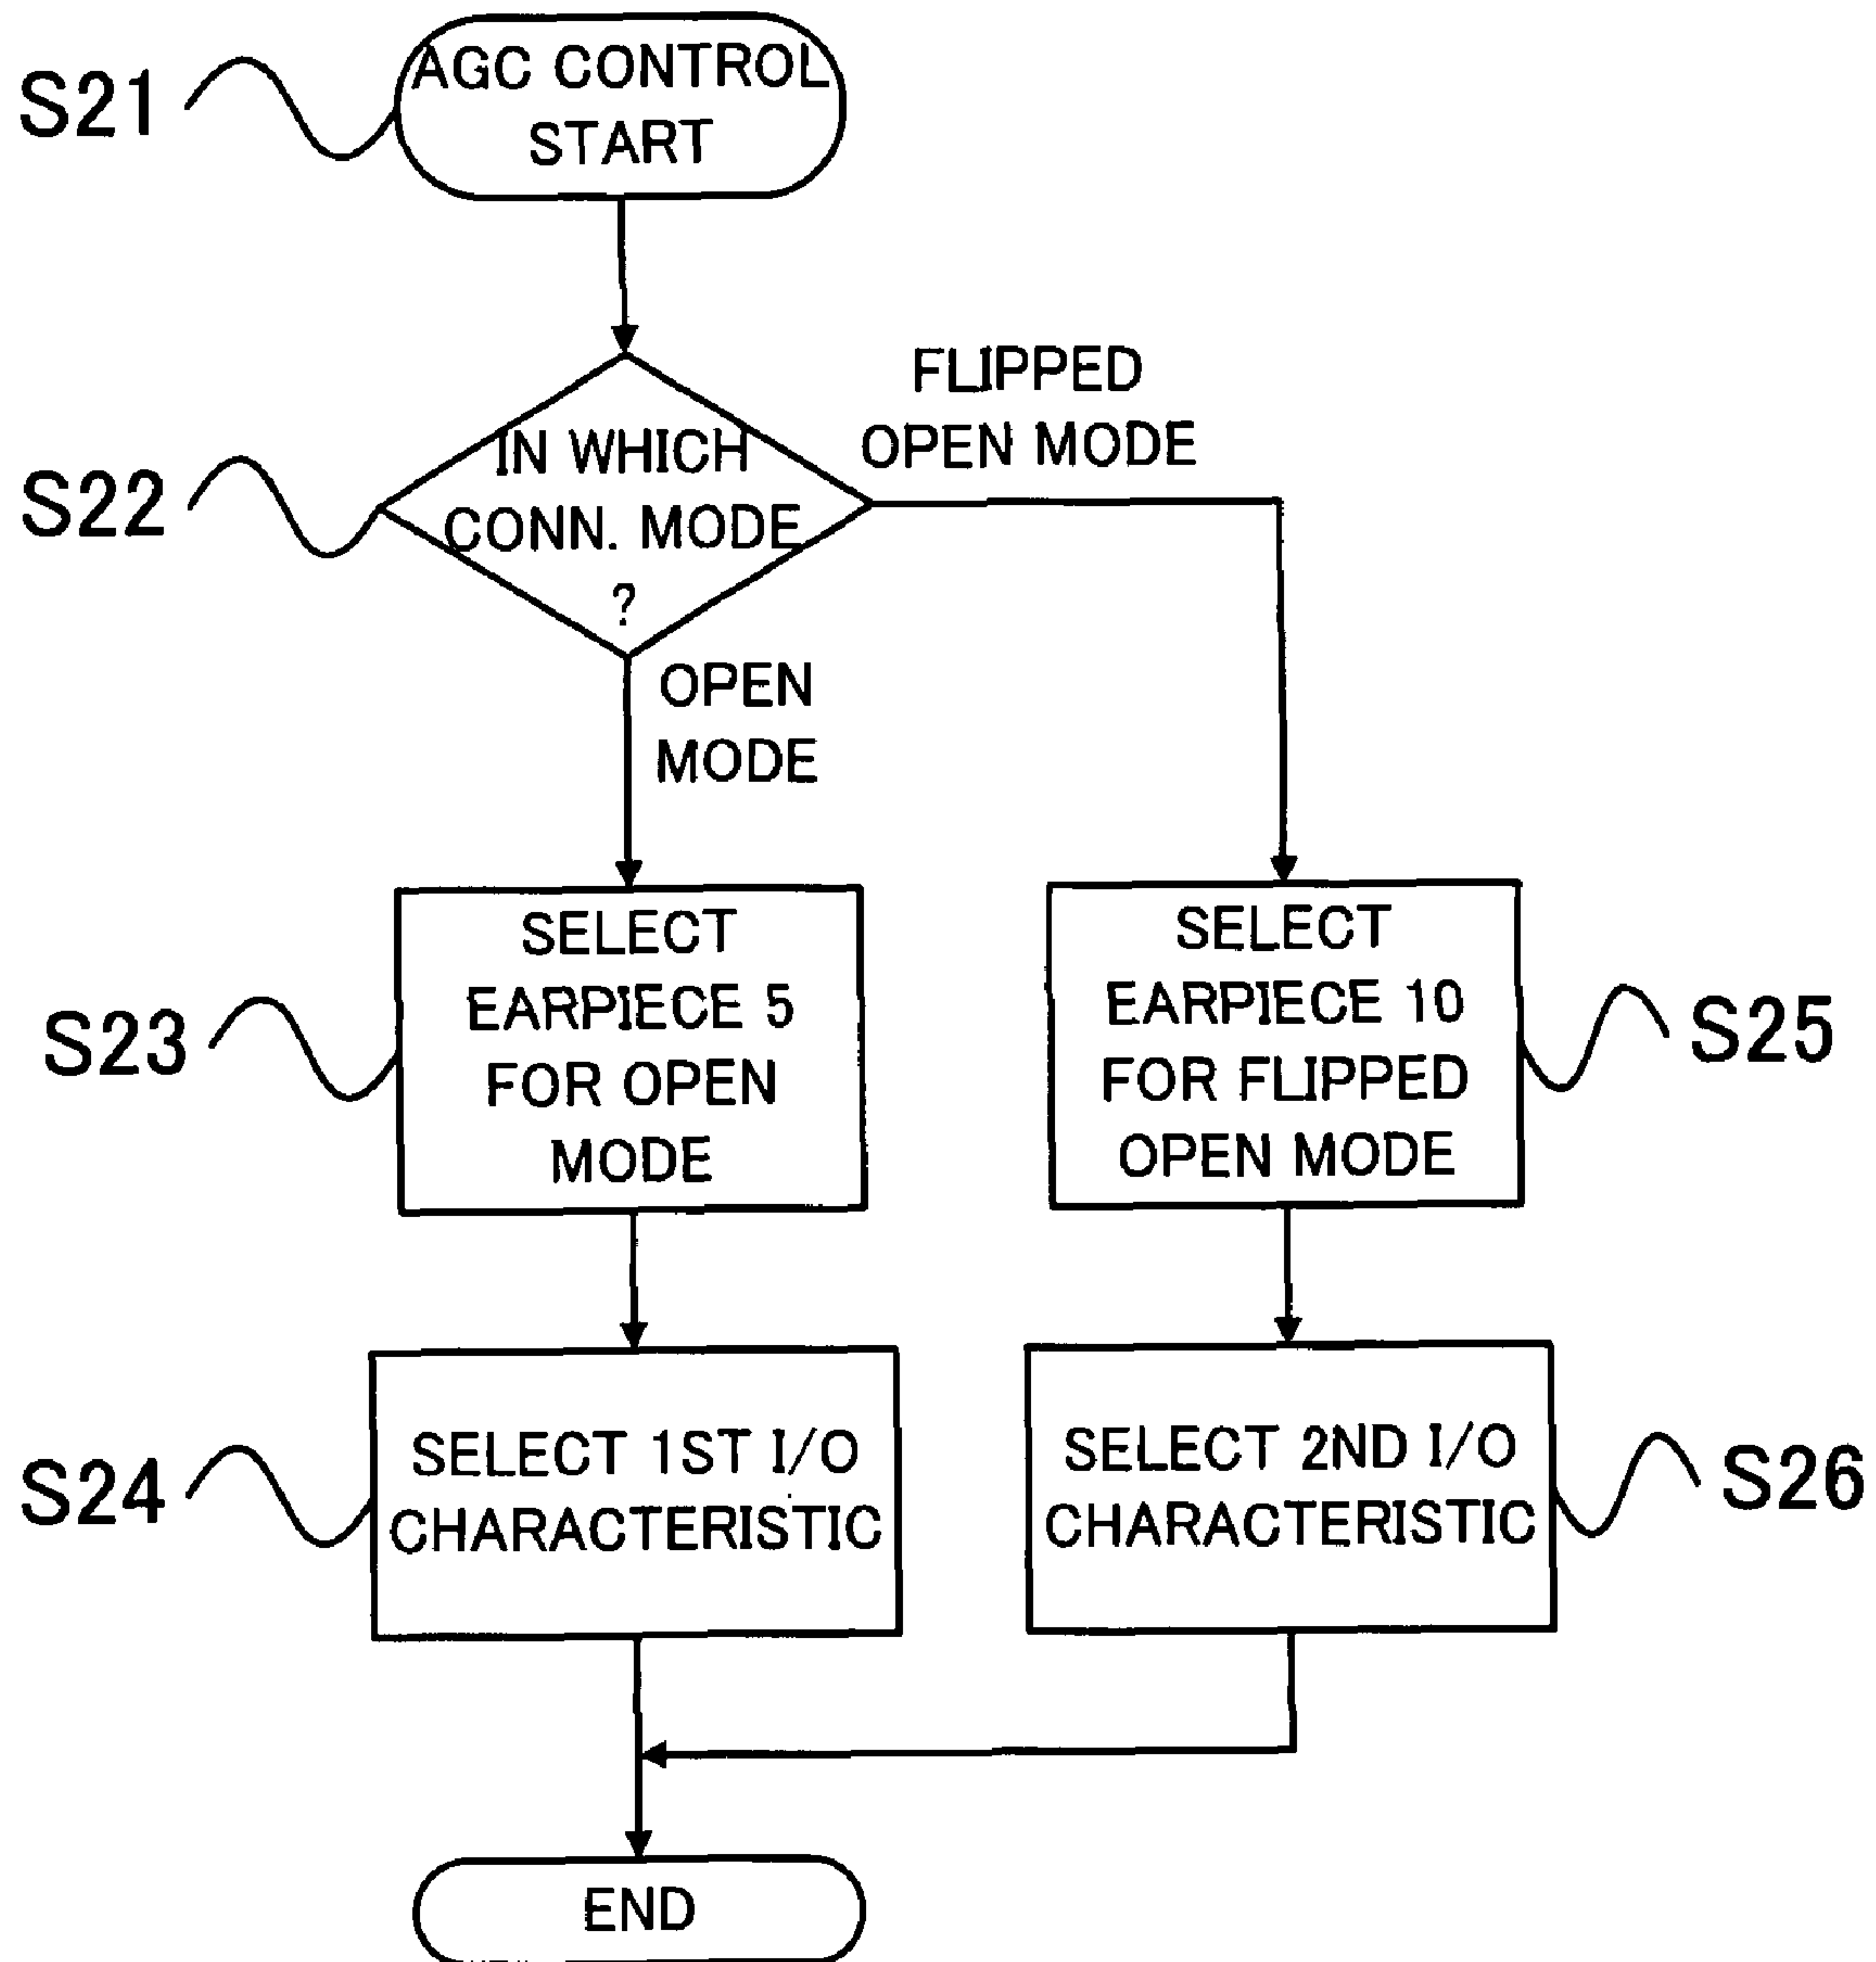 S21
AGC CONTROL
START
S22
IN WHICH
CONN. MODE
?
FLIPPED
OPEN MODE
OPEN
MODE
S23
SELECT
EARPIECE 5
FOR OPEN
MODE
SELECT
EARPIECE 10
FOR FLIPPED
OPEN MODE
S25
S24
SELECT 1ST I/O
CHARACTERISTIC
SELECT 2ND I/O
CHARACTERISTIC
S26
END